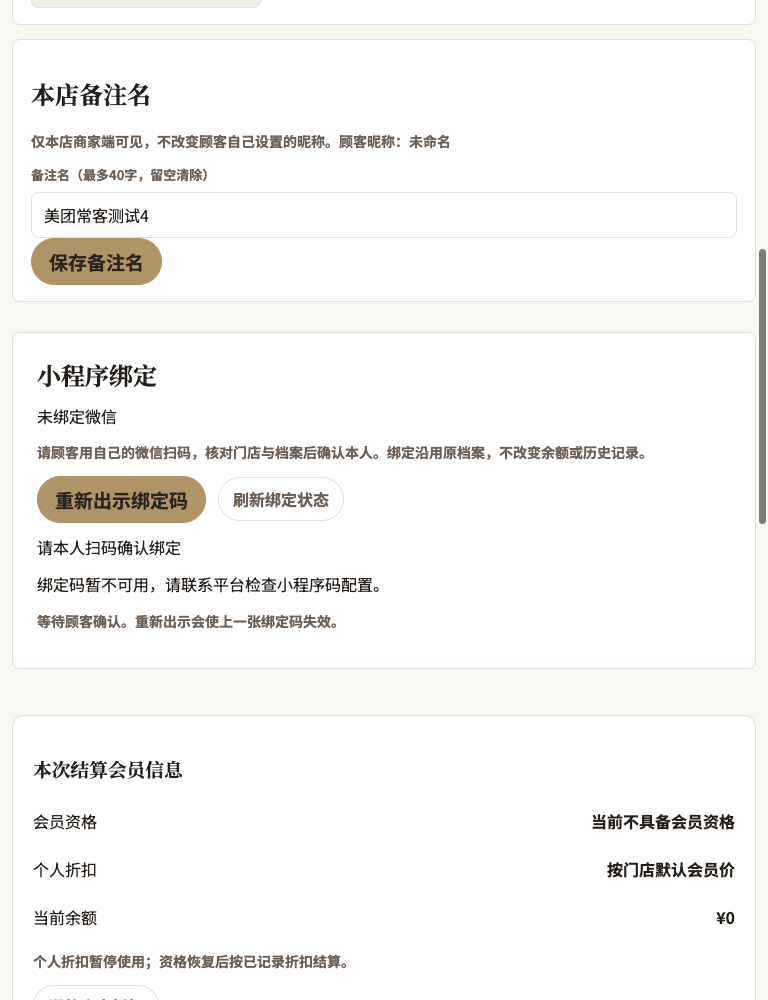 本店备注名
仅本店商家端可见，不改变顾客自己设置的昵称。顾客昵称：未命名
备注名（最多40字，留空清除）
美团常客测试4
保存备注名
小程序绑定
未绑定微信
请顾客用自己的微信扫码，核对门店与档案后确认本人。绑定沿用原档案，不改变余额或历史记录。
重新出示绑定码
刷新绑定状态
请本人扫码确认绑定
绑定码暂不可用，请联系平台检查小程序码配置。
等待顾客确认。重新出示会使上一张绑定码失效。
本次结算会员信息
会员资格
当前不具备会员资格
个人折扣
按门店默认会员价
当前余额
¥0
个人折扣暂停使用；资格恢复后按已记录折扣结算。